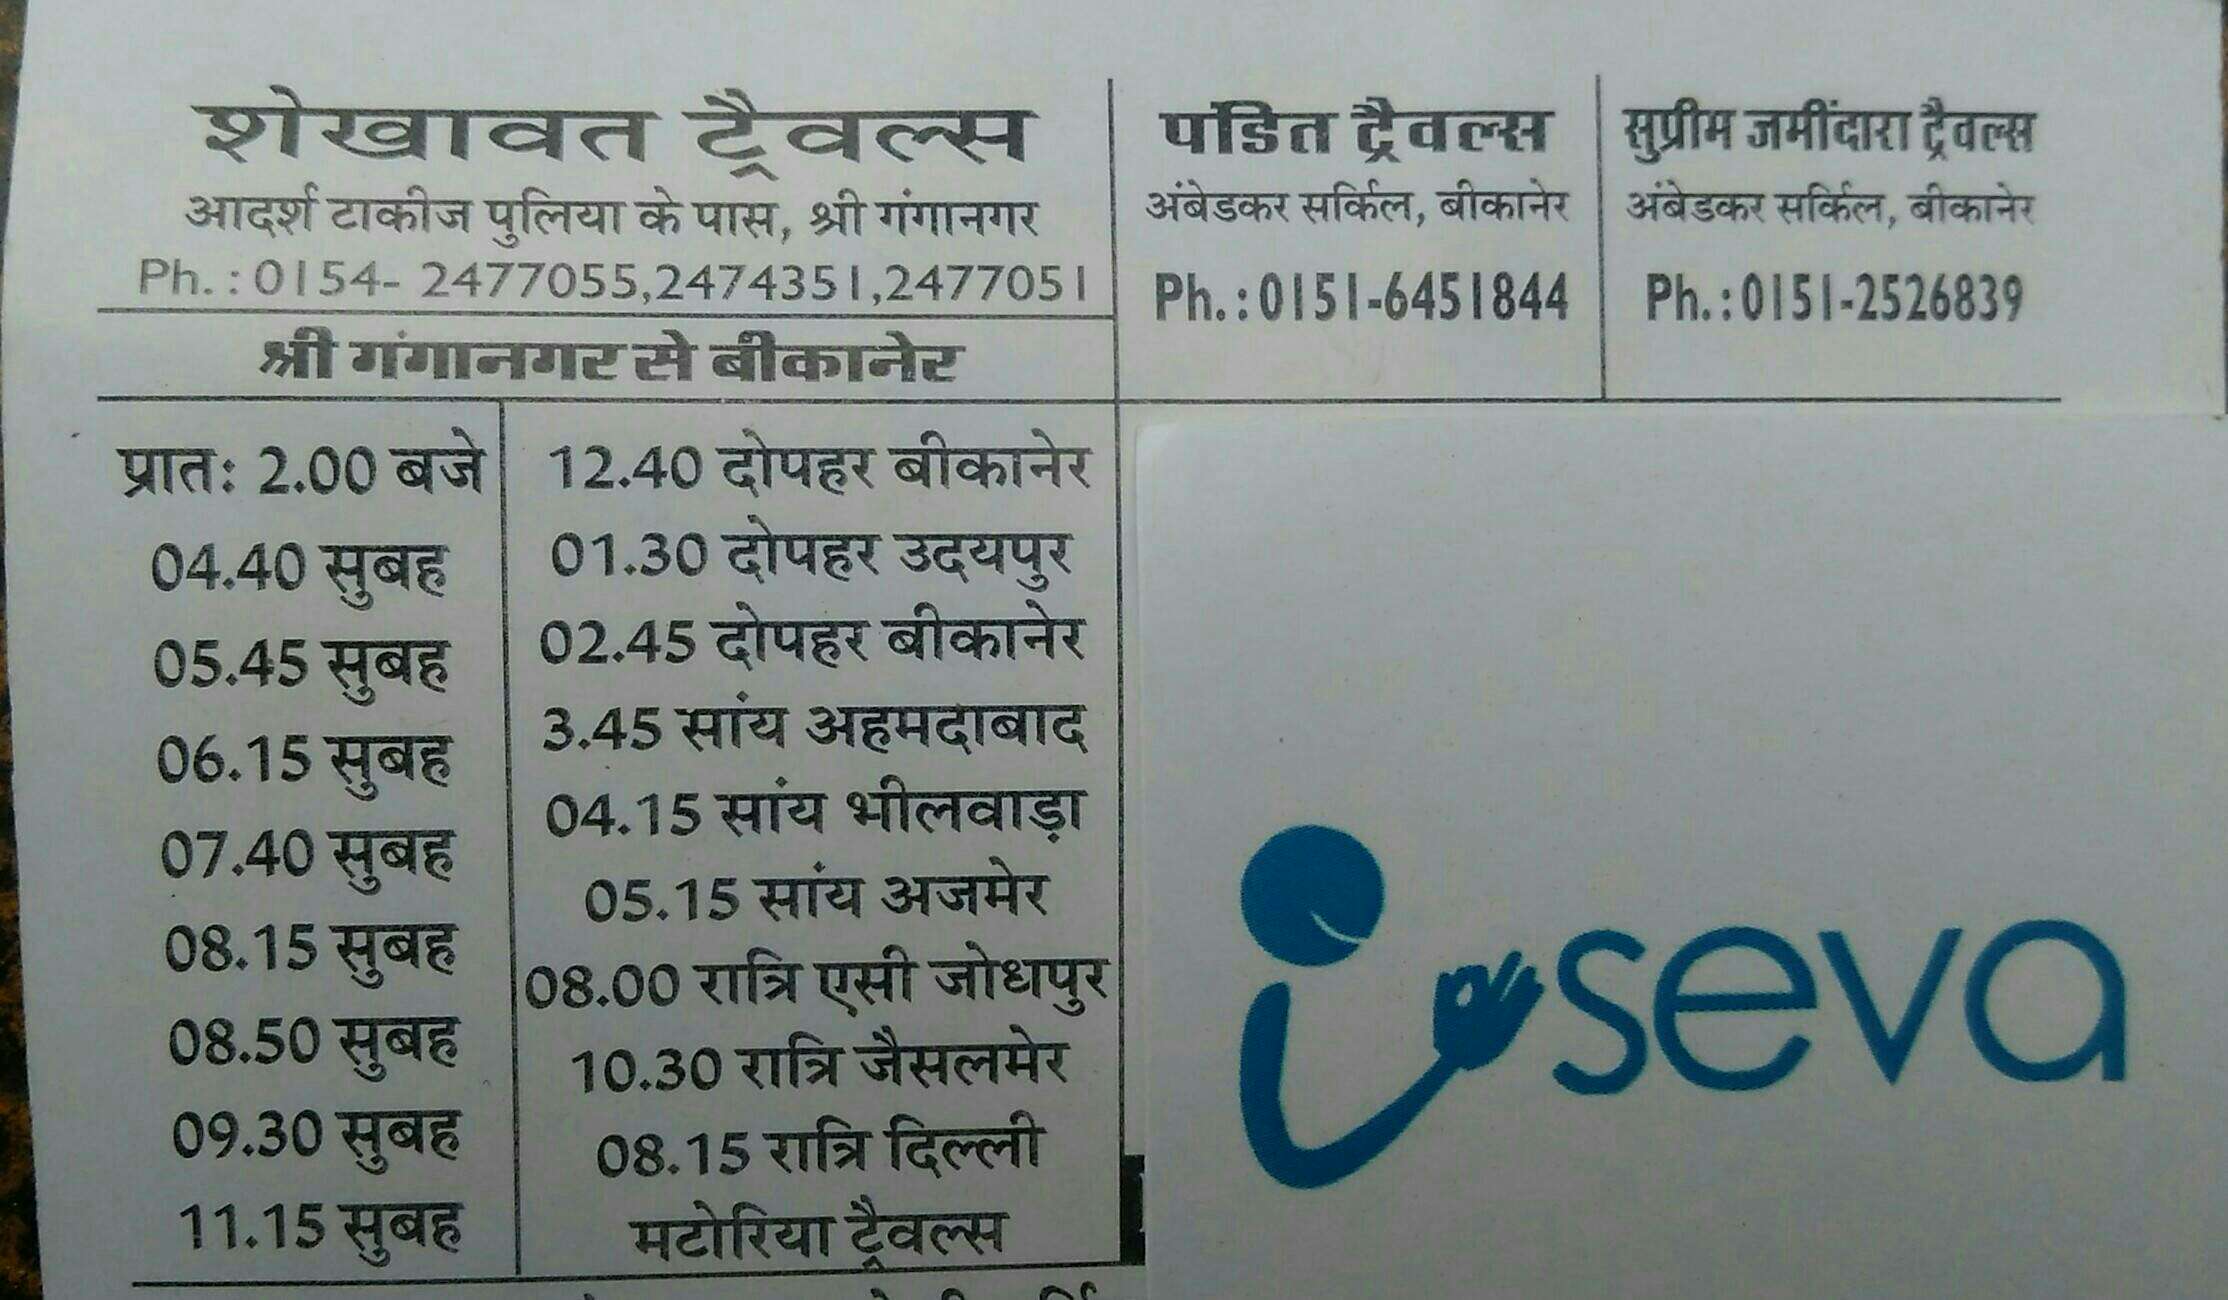 शेखावत ट्रैवल्स
आदर्श टाकीज पुलिया के पास, श्री गंगानगर
Ph. : 0154- 2477055,2474351,2477051
पंडित ट्रैवल्स
अंबेडकर सर्किल, बीकानेर
Ph.:0151-6451844
सुप्रीम जमींदारा ट्रैवल्स
अंबेडकर सर्किल, बीकानेर
Ph.:0151-2526839
श्री गंगानगर से बीकानेर
प्रातः 2.00 बजे
04.40 सुबह
05.45 सुबह
06.15 सुबह
07.40 सुबह
08.15 सुबह
08.50 सुबह
09.30 सुबह
11.15 सुबह
12.40 दोपहर बीकानेर
01.30 दोपहर उदयपुर
02.45 दोपहर बीकानेर
3.45 सांय अहमदाबाद
04.15 सांय भीलवाड़ा
05.15 सांय अजमेर
08.00 रात्रि एसी जोधपुर
10.30 रात्रि जैसलमेर
08.15 रात्रि दिल्ली
मटोरिया ट्रैवल्स
i seva